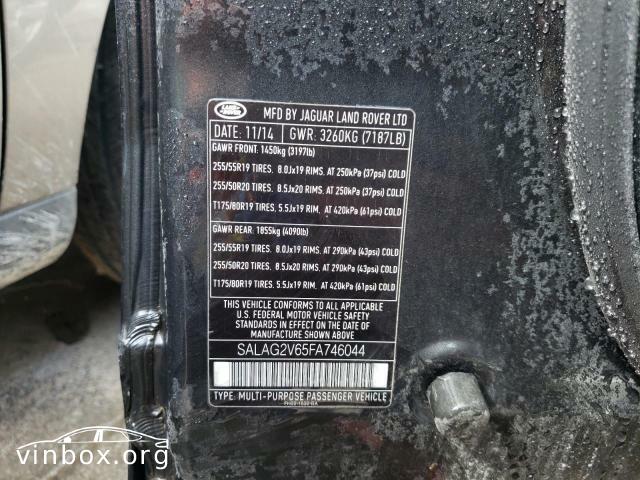 LAND ROVER
MFD BY JAGUAR LAND ROVER LTD
DATE: 11/14 GWR: 3260KG (7187LB)
GAWR FRONT: 1450kg (3197lb)
255/55R19 TIRES. 8.0Jx19 RIMS. AT 250kPa (37psi) COLD
255/50R20 TIRES. 8.5Jx20 RIMS. AT 250kPa (37psi) COLD
T175/80R19 TIRES. 5.5Jx19 RIM. AT 420kPa (61psi) COLD
GAWR REAR: 1855kg (4090lb)
255/55R19 TIRES. 8.0Jx19 RIMS. AT 290kPa (43psi) COLD
255/50R20 TIRES. 8.5Jx20 RIMS. AT 290kPa (43psi) COLD
T175/80R19 TIRES. 5.5Jx19 RIM. AT 420kPa (61psi) COLD
THIS VEHICLE CONFORMS TO ALL APPLICABLE
U.S. FEDERAL MOTOR VEHICLE SAFETY
STANDARDS IN EFFECT ON THE DATE OF
MANUFACTURE SHOWN ABOVE
SALAG2V65FA746044
TYPE: MULTI-PURPOSE PASSENGER VEHICLE
vinbox.org